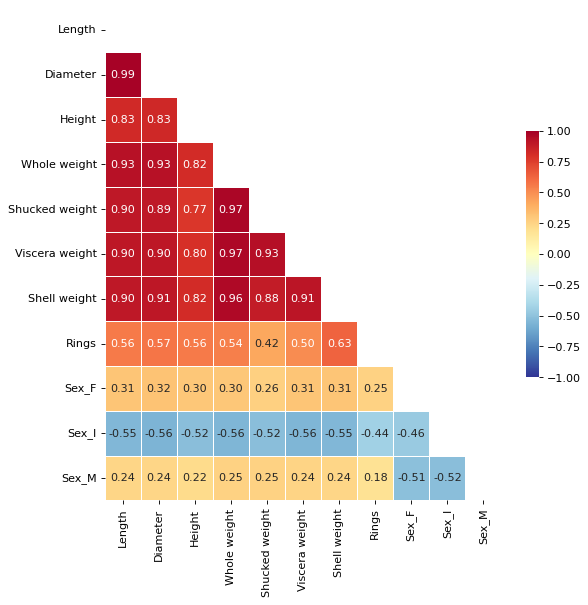 Length
Diameter 0.99
Height 0.83 0.83
Whole weight 0.93 0.93 0.82
Shucked weight 0.90 0.89 0.77 0.97
Viscera weight 0.90 0.90 0.80 0.97 0.93
Shell weight 0.90 0.91 0.82 0.96 0.88 0.91
Rings 0.56 0.57 0.56 0.54 0.42 0.50 0.63
Sex_F 0.31 0.32 0.30 0.30 0.26 0.31 0.31 0.25
Sex_I -0.55 -0.56 -0.52 -0.56 -0.52 -0.56 -0.55 -0.44 -0.46
Sex_M 0.24 0.24 0.22 0.25 0.25 0.24 0.24 0.18 -0.51 -0.52
Length Diameter Height Whole weight Shucked weight Viscera weight Shell weight Rings Sex_F Sex_I Sex_M
1.00
0.75
0.50
0.25
0.00
−0.25
−0.50
−0.75
−1.00